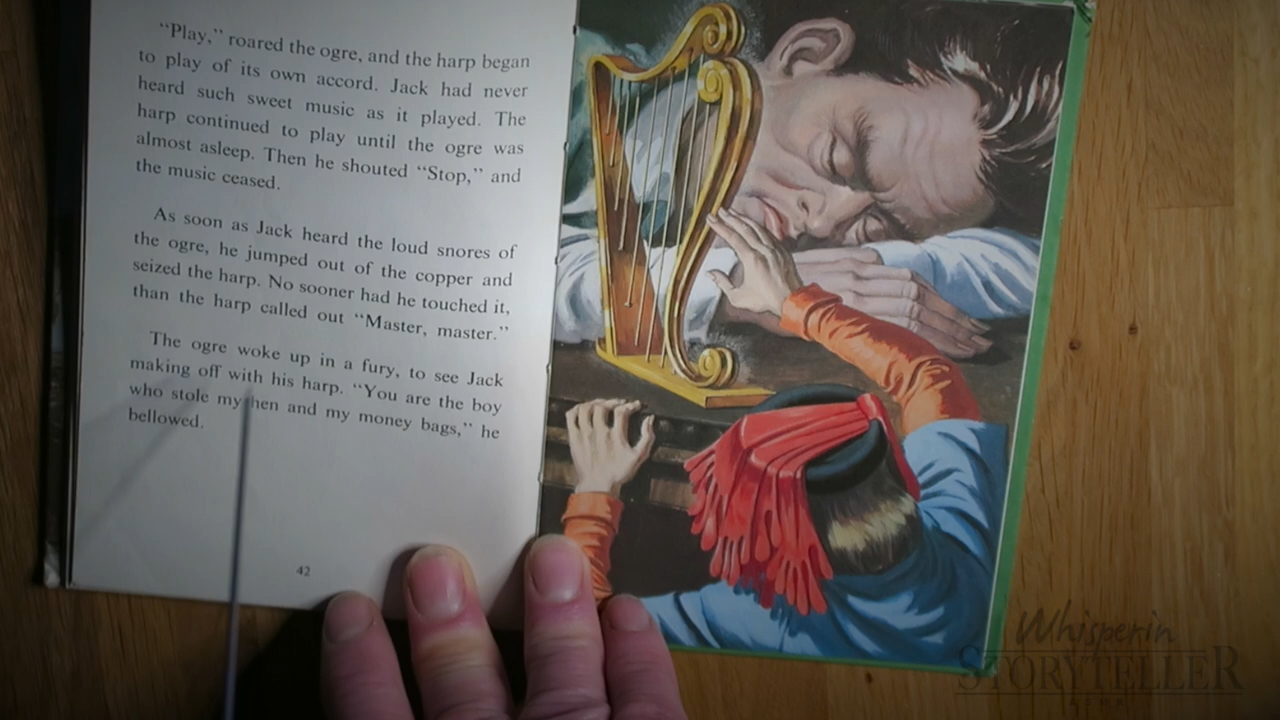 “Play,” roared the ogre, and the harp began
to play of its own accord. Jack had never
heard such sweet music as it played. The
harp continued to play until the ogre was
almost asleep. Then he shouted “Stop,” and
the music ceased.
As soon as Jack heard the loud snores of
the ogre, he jumped out of the copper and
seized the harp. No sooner had he touched it,
than the harp called out “Master, master.”
The ogre woke up in a fury, to see Jack
making off with his harp. “You are the boy
who stole my hen and my money bags,” he
bellowed.
42
Whisperin
STORYTELLER